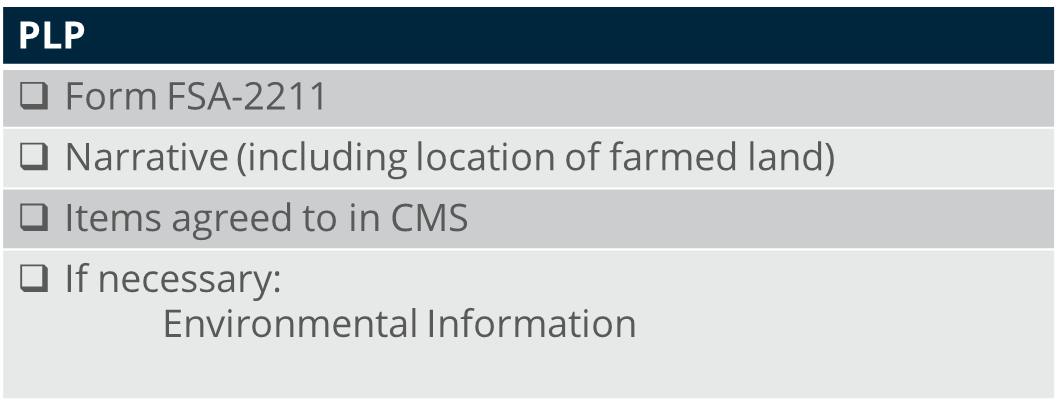 PLP
❑ Form FSA-2211
❑ Narrative (including location of farmed land)
❑ Items agreed to in CMS
❑ If necessary:
Environmental Information